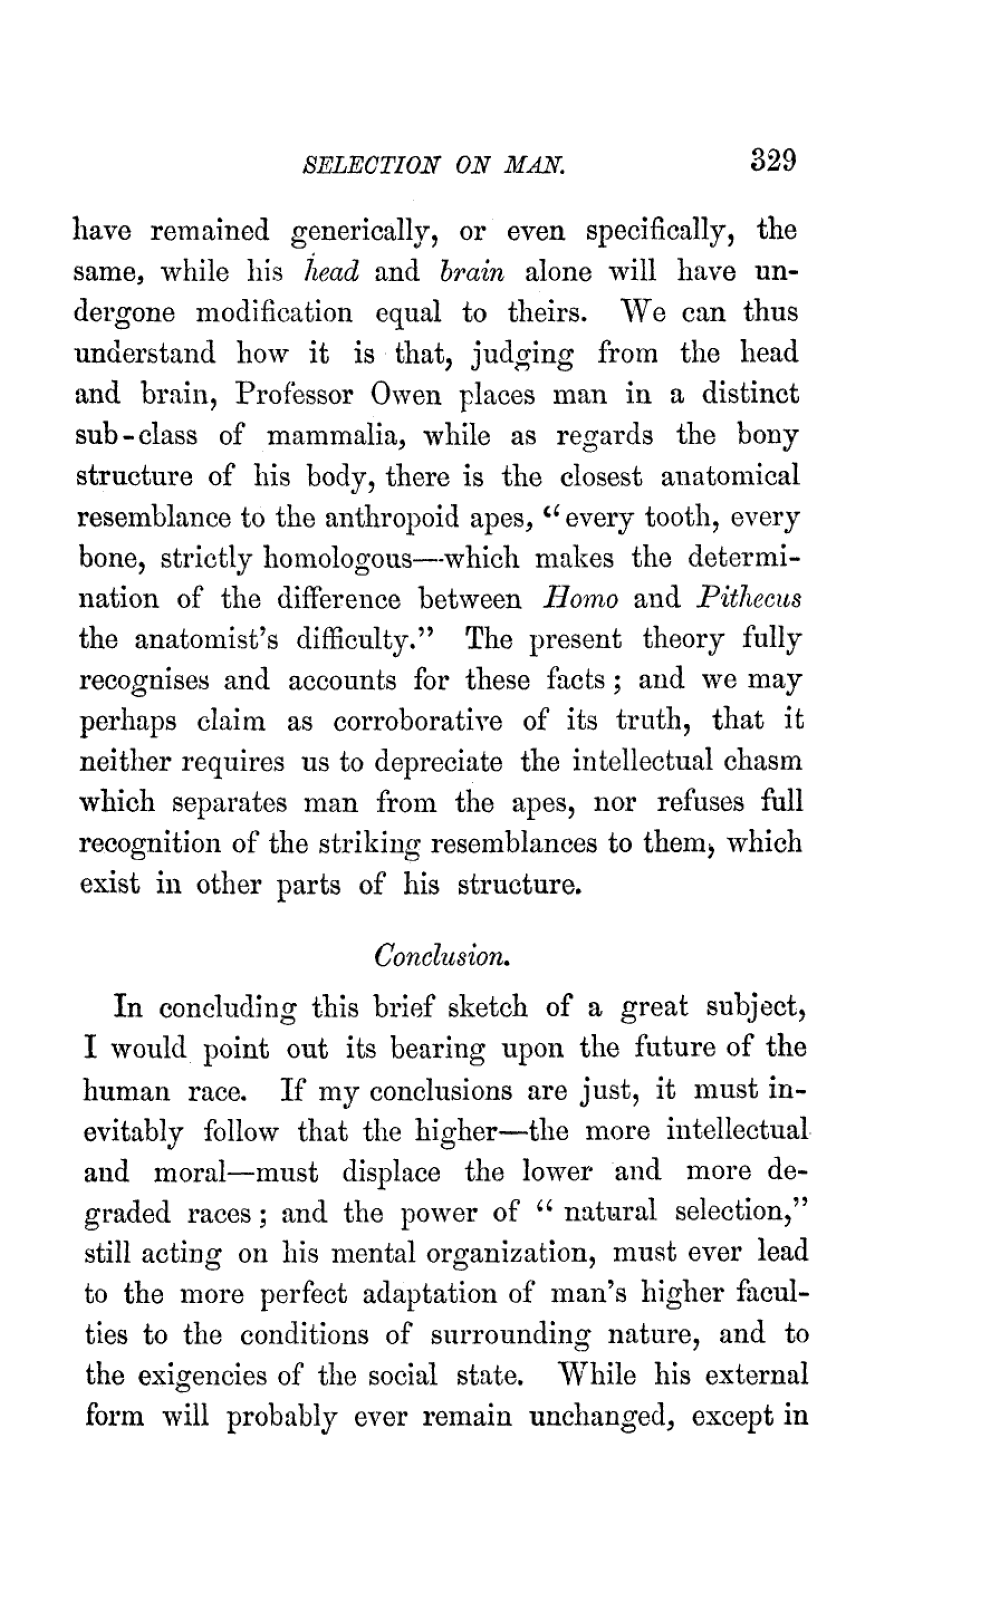 SELECTION ON MAN. 329
have remained generically, or even specifically, the
same, while his head and brain alone will have un-
dergone modification equal to theirs. We can thus
understand how it is that, judging from the head
and brain, Professor Owen places man in a distinct
sub-class of mammalia, while as regards the bony
structure of his body, there is the closest anatomical
resemblance to the anthropoid apes, “every tooth, every
bone, strictly homologous—which makes the determi-
nation of the difference between Homo and Pithecus
the anatomist’s difficulty.” The present theory fully
recognises and accounts for these facts; and we may
perhaps claim as corroborative of its truth, that it
neither requires us to depreciate the intellectual chasm
which separates man from the apes, nor refuses full
recognition of the striking resemblances to them, which
exist in other parts of his structure.
Conclusion.
In concluding this brief sketch of a great subject,
I would point out its bearing upon the future of the
human race. If my conclusions are just, it must in-
evitably follow that the higher—the more intellectual
and moral—must displace the lower and more de-
graded races; and the power of “natural selection,”
still acting on his mental organization, must ever lead
to the more perfect adaptation of man’s higher facul-
ties to the conditions of surrounding nature, and to
the exigencies of the social state. While his external
form will probably ever remain unchanged, except in